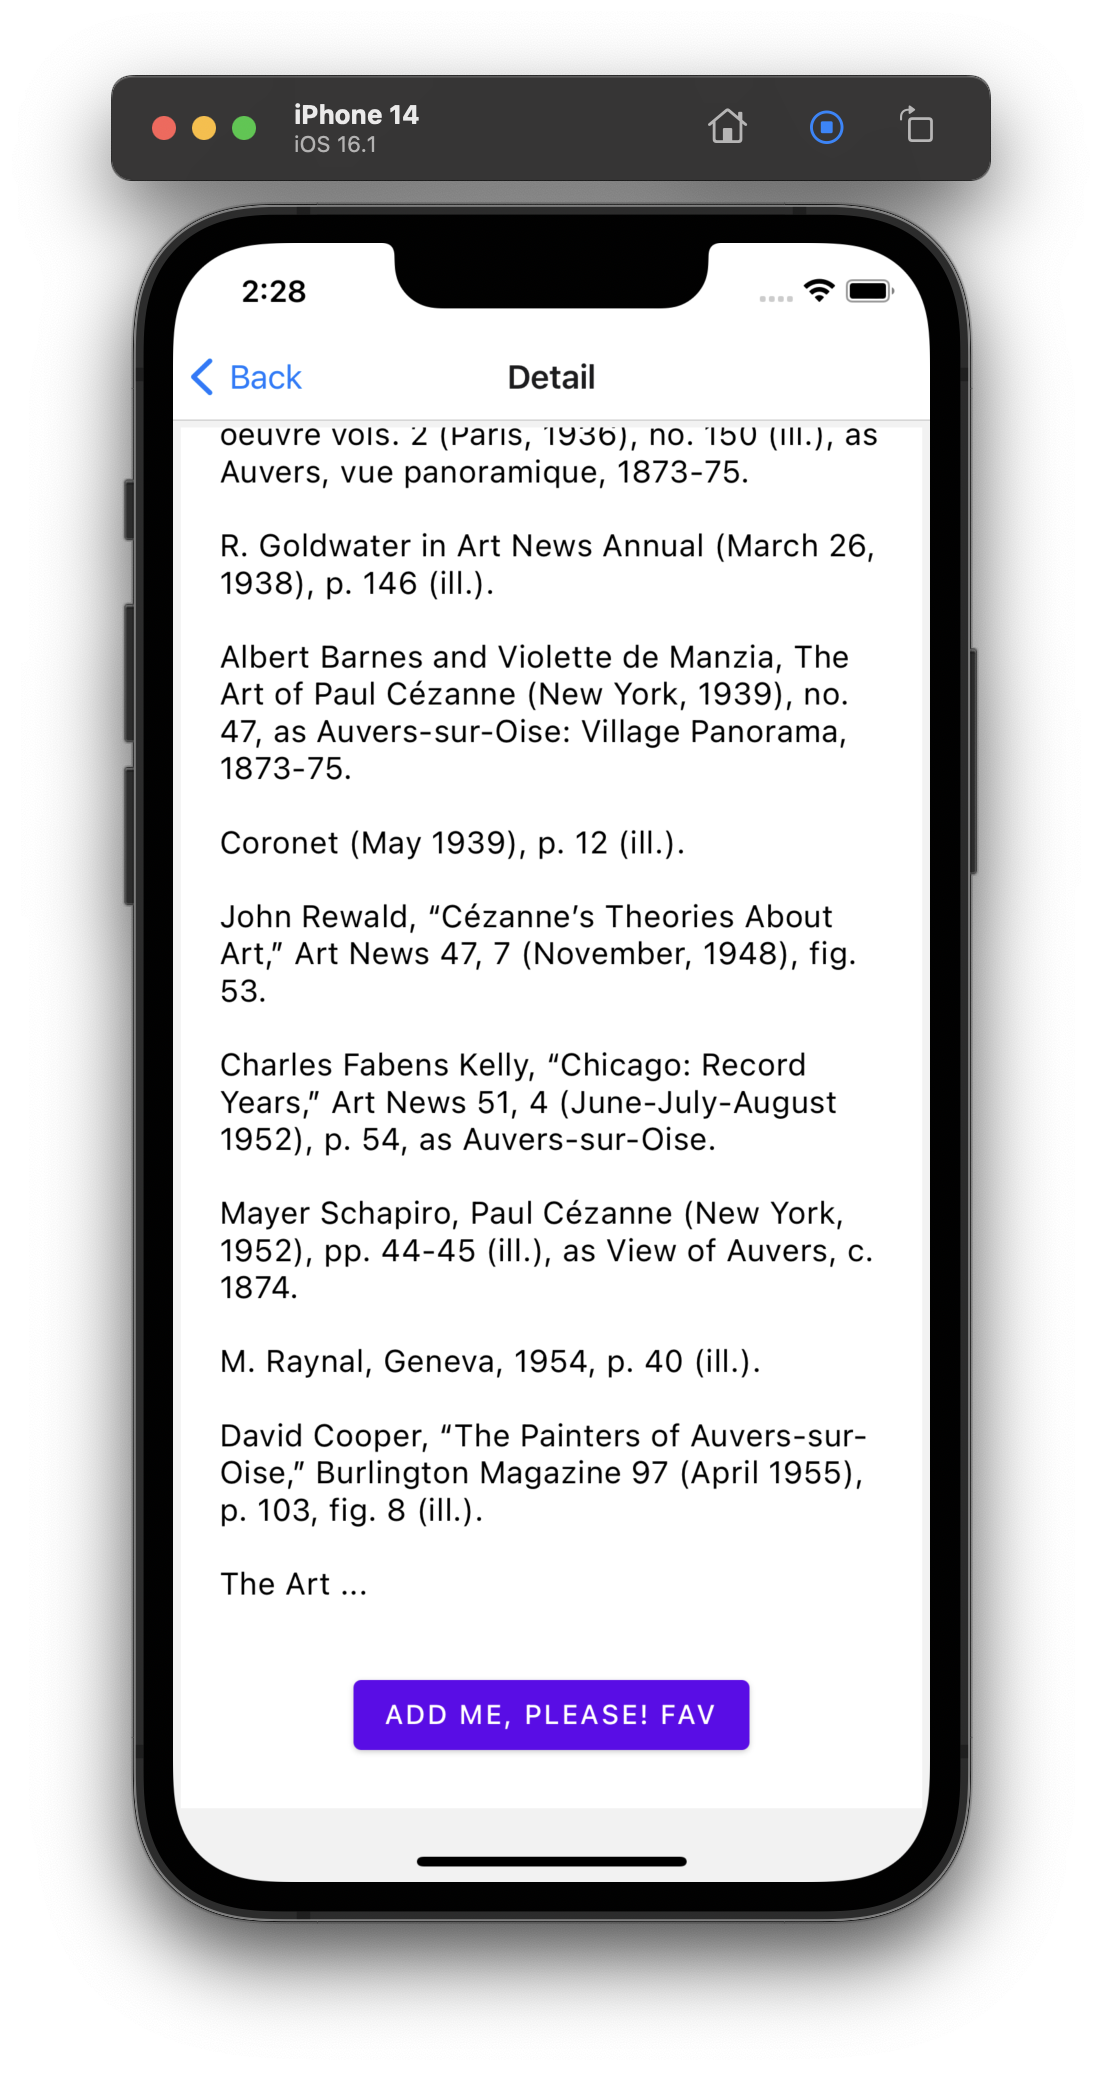 iPhone 14
iOS 16.1
2:28
Back
Detail
oeuvre vols. 2 (Paris, 1936), no. 150 (ill.), as
Auvers, vue panoramique, 1873-75.
R. Goldwater in Art News Annual (March 26,
1938), p. 146 (ill.).
Albert Barnes and Violette de Manzia, The
Art of Paul Cézanne (New York, 1939), no.
47, as Auvers-sur-Oise: Village Panorama,
1873-75.
Coronet (May 1939), p. 12 (ill.).
John Rewald, “Cézanne’s Theories About
Art,” Art News 47, 7 (November, 1948), fig.
53.
Charles Fabens Kelly, “Chicago: Record
Years,” Art News 51, 4 (June-July-August
1952), p. 54, as Auvers-sur-Oise.
Mayer Schapiro, Paul Cézanne (New York,
1952), pp. 44-45 (ill.), as View of Auvers, c.
1874.
M. Raynal, Geneva, 1954, p. 40 (ill.).
David Cooper, “The Painters of Auvers-sur-
Oise,” Burlington Magazine 97 (April 1955),
p. 103, fig. 8 (ill.).
The Art ...
ADD ME, PLEASE! FAV